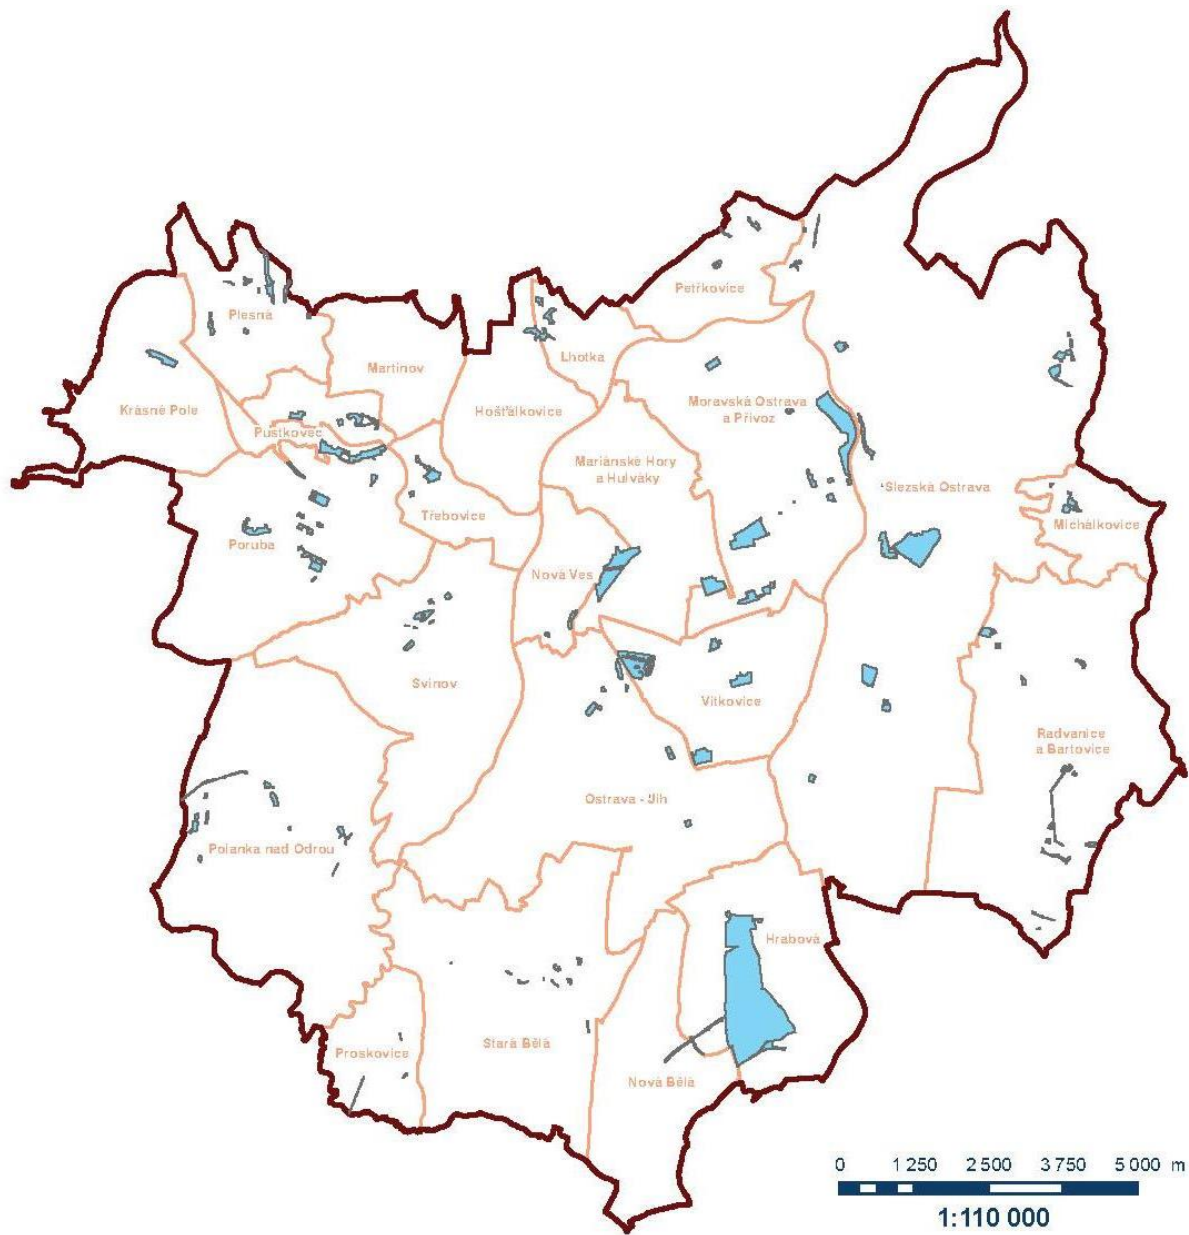 Petřkovice
Plesná
Lhotka
Martinov
Krásné Pole
Hošťálkovice
Moravská Ostrava
a Přívoz
Pustkovec
Mariánské Hory
a Hulváky
Slezská Ostrava
Třebovice
Michálkovice
Poruba
Nová Ves
Svinov
Vítkovice
Radvanice
a Bartovice
Ostrava - Jih
Polanka nad Odrou
Hrabová
Stará Bělá
Proskovice
Nová Bělá
0 1 250 2 500 3 750 5 000 m
1:110 000